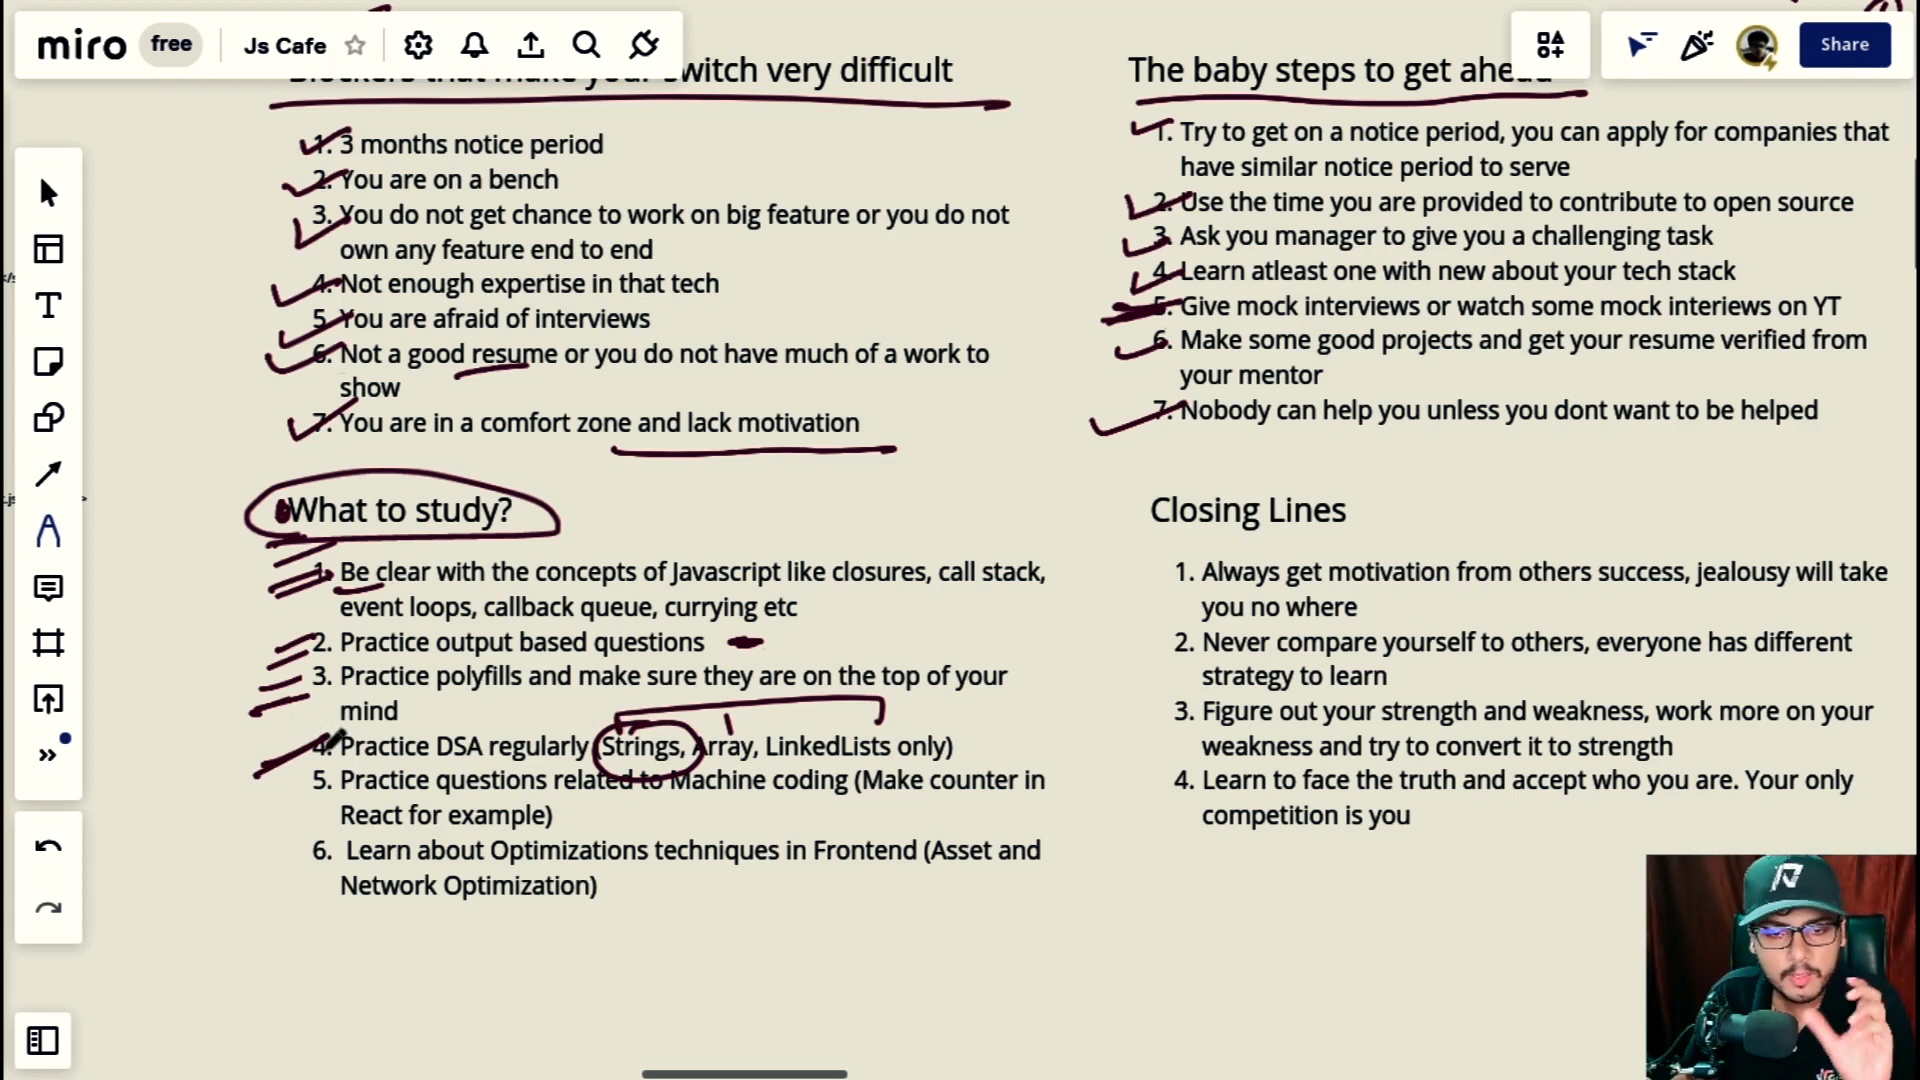 miro free Js Cafe
Share
Blockers that make your switch very difficult
1. 3 months notice period
2. You are on a bench
3. You do not get chance to work on big feature or you do not
own any feature end to end
4. Not enough expertise in that tech
5. You are afraid of interviews
6. Not a good resume or you do not have much of a work to
show
7. You are in a comfort zone and lack motivation
The baby steps to get ahead
1. Try to get on a notice period, you can apply for companies that
have similar notice period to serve
2. Use the time you are provided to contribute to open source
3. Ask you manager to give you a challenging task
4. Learn atleast one with new about your tech stack
5. Give mock interviews or watch some mock interiews on YT
6. Make some good projects and get your resume verified from
your mentor
7. Nobody can help you unless you dont want to be helped
What to study?
1. Be clear with the concepts of Javascript like closures, call stack,
event loops, callback queue, currying etc
2. Practice output based questions
3. Practice polyfills and make sure they are on the top of your
mind
4. Practice DSA regularly (Strings, Array, LinkedLists only)
5. Practice questions related to Machine coding (Make counter in
React for example)
6. Learn about Optimizations techniques in Frontend (Asset and
Network Optimization)
Closing Lines
1. Always get motivation from others success, jealousy will take
you no where
2. Never compare yourself to others, everyone has different
strategy to learn
3. Figure out your strength and weakness, work more on your
weakness and try to convert it to strength
4. Learn to face the truth and accept who you are. Your only
competition is you